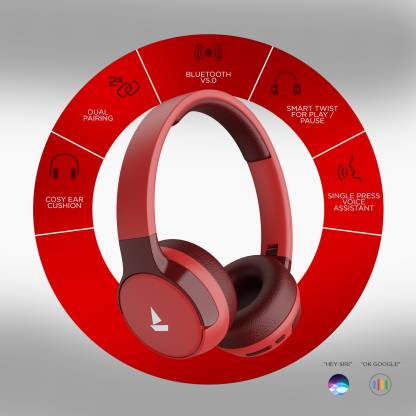 BLUETOOTH
V5.0
2X
DUAL
PAIRING
SMART TWIST
FOR PLAY /
PAUSE
COSY EAR
CUSHION
SINGLE PRESS
VOICE
ASSISTANT
"HEY SIRI" "OK GOOGLE"